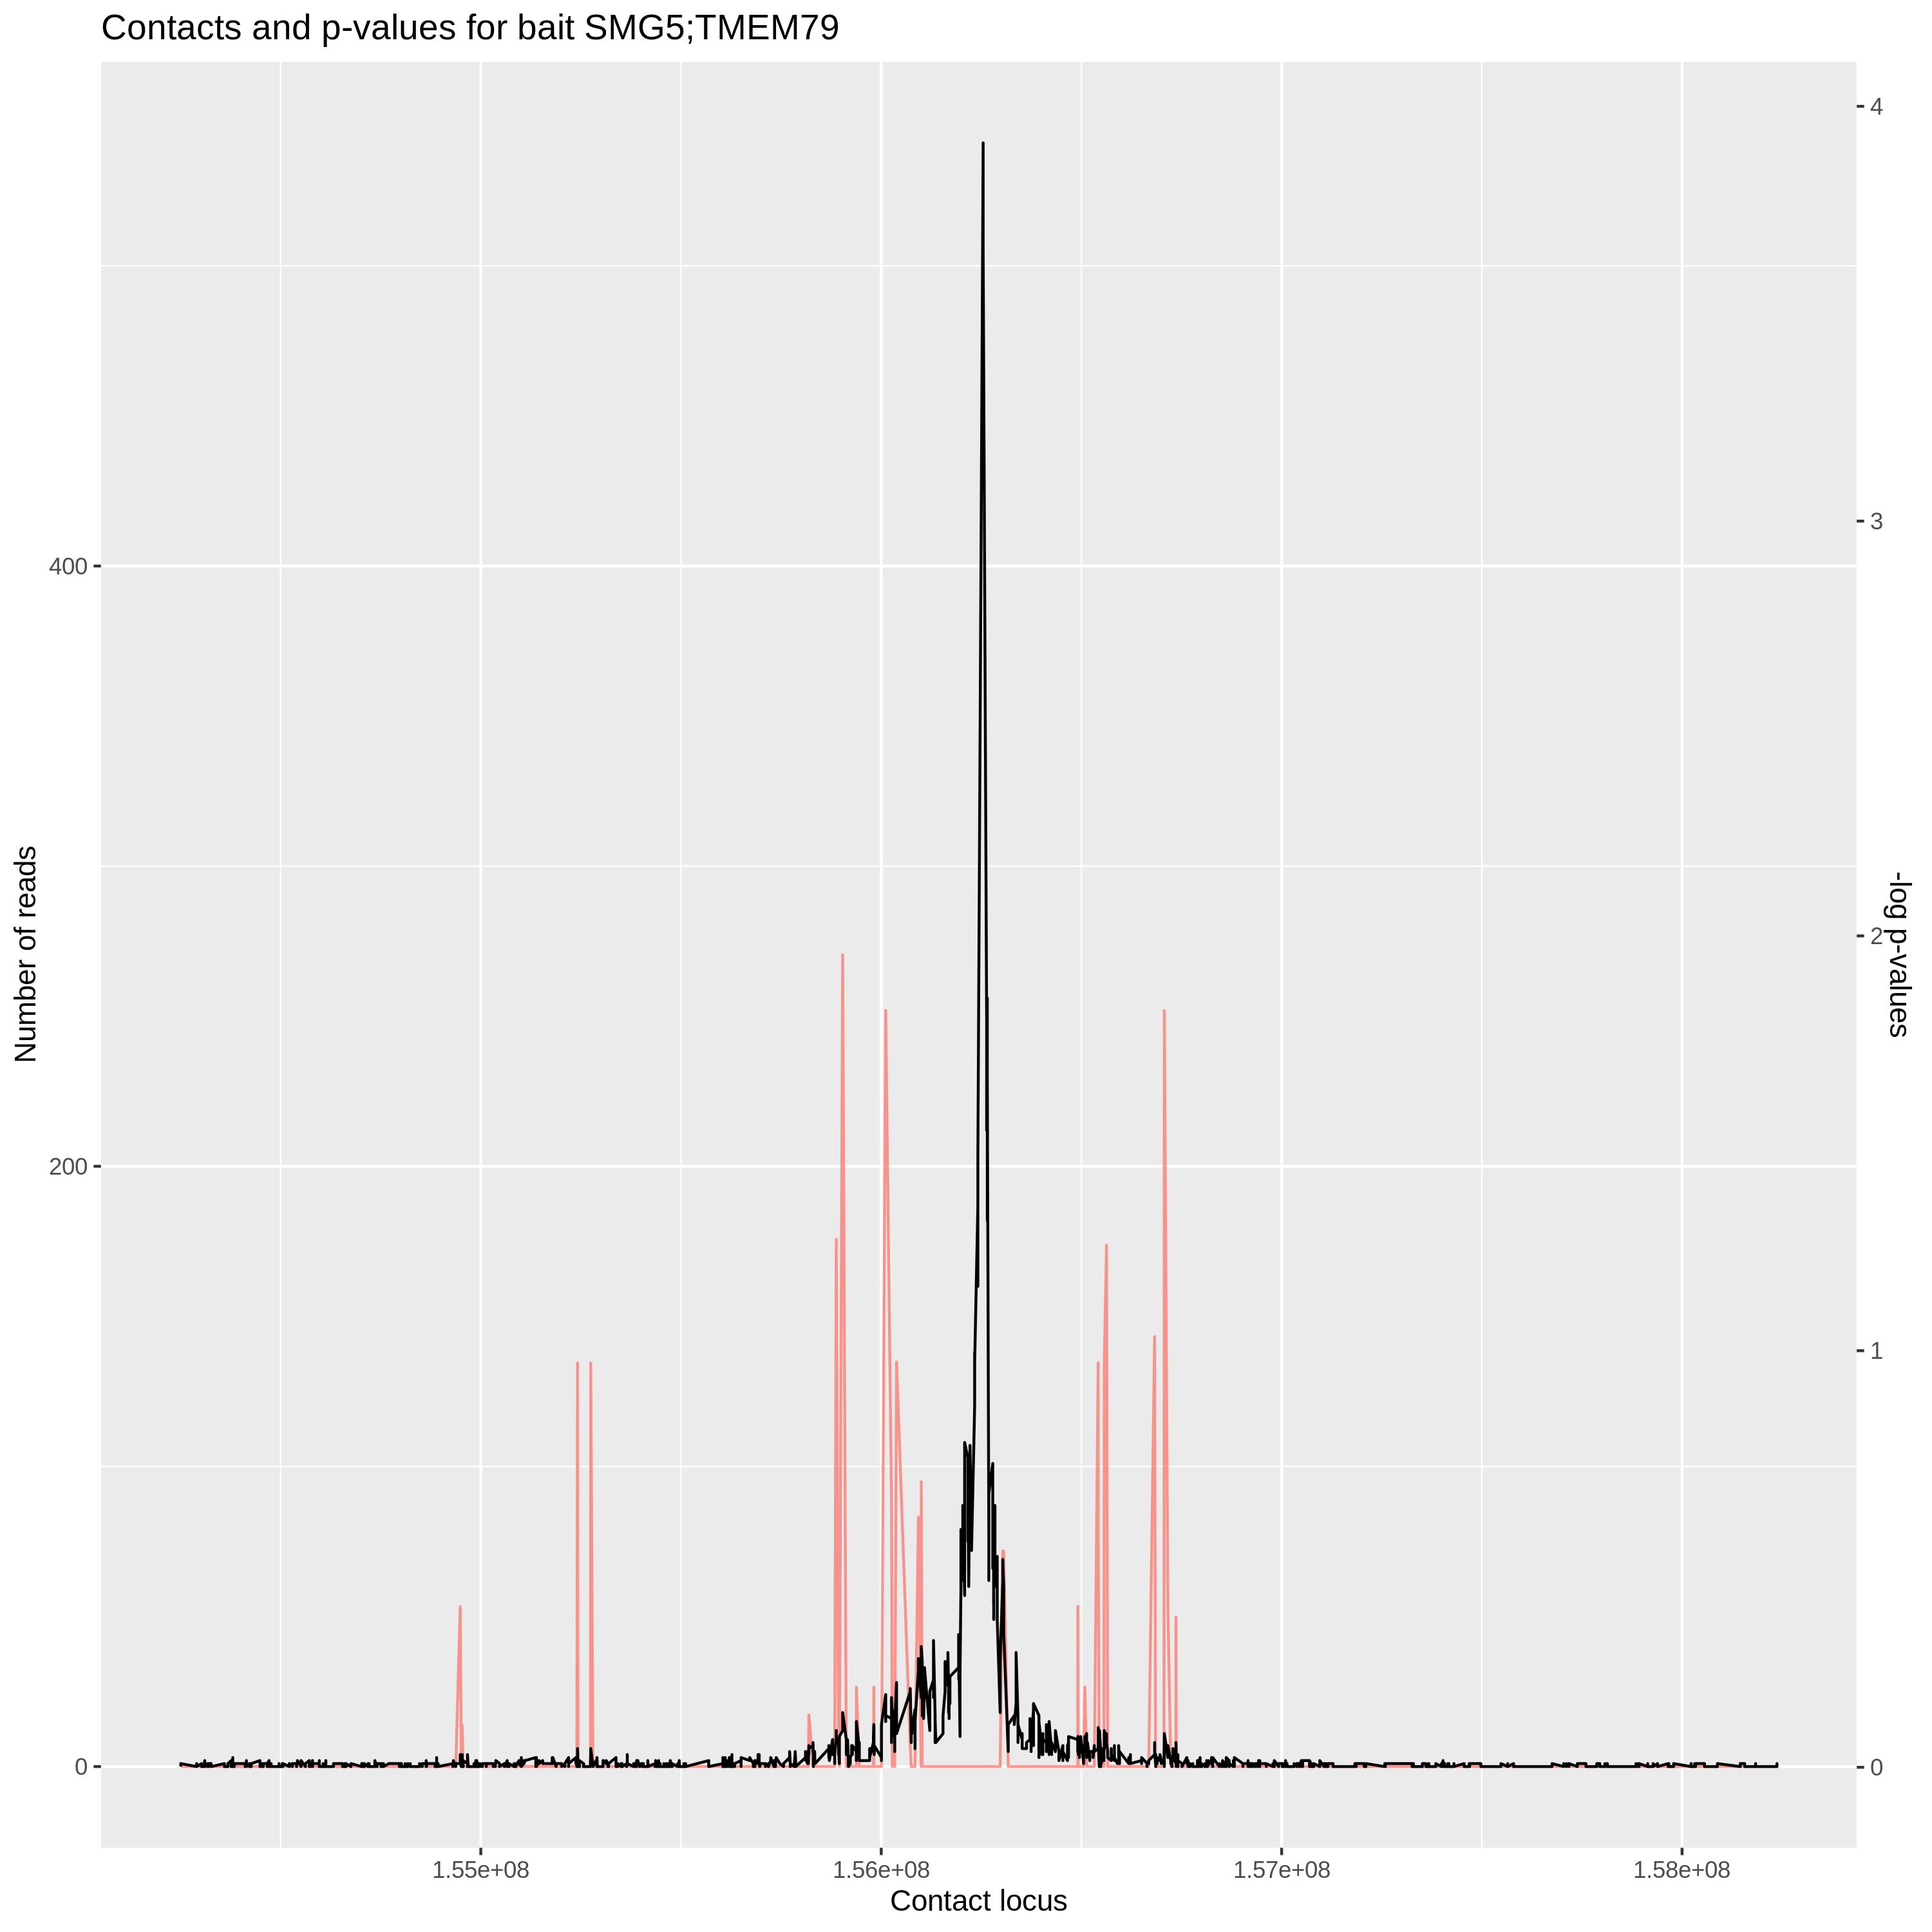 Contacts and p-values for bait SMG5;TMEM79
Number of reads
400
200
0
4
3
2
1
0
-log p-values
1.55e+08
1.56e+08
1.57e+08
1.58e+08
Contact locus